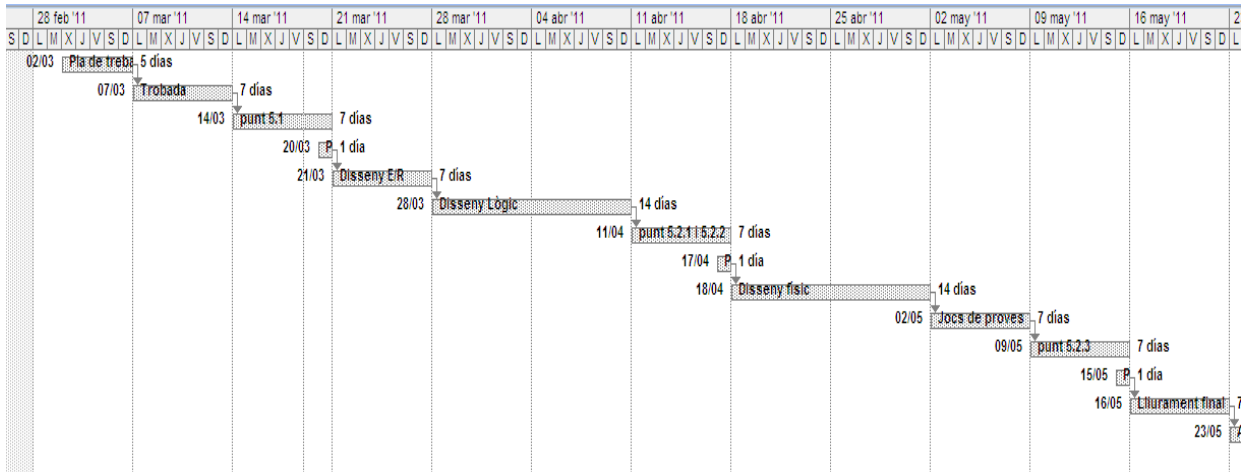 28 feb '11 07 mar '11 14 mar '11 21 mar '11 28 mar '11 04 abr '11 11 abr '11 18 abr '11 25 abr '11 02 may '11 09 may '11 16 may '11 2
S D L M X J V S D L M X J V S D L M X J V S D L M X J V S D L M X J V S D L M X J V S D L M X J V S D L M X J V S D L M X J V S D L M X J V S D L M X J V S D L M X J V S D L
02/03 Pla de treba 5 días
07/03 Trobada 7 días
14/03 punt 5.1 7 días
20/03 P 1 día
21/03 Disseny E/R 7 días
28/03 Disseny Lògic 14 días
11/04 punt 5.2.1 i 5.2.2 7 días
17/04 P 1 día
18/04 Disseny físic 14 días
02/05 Jocs de proves 7 días
09/05 punt 5.2.3 7 días
15/05 P 1 día
16/05 Lliurament final 7
23/05 A